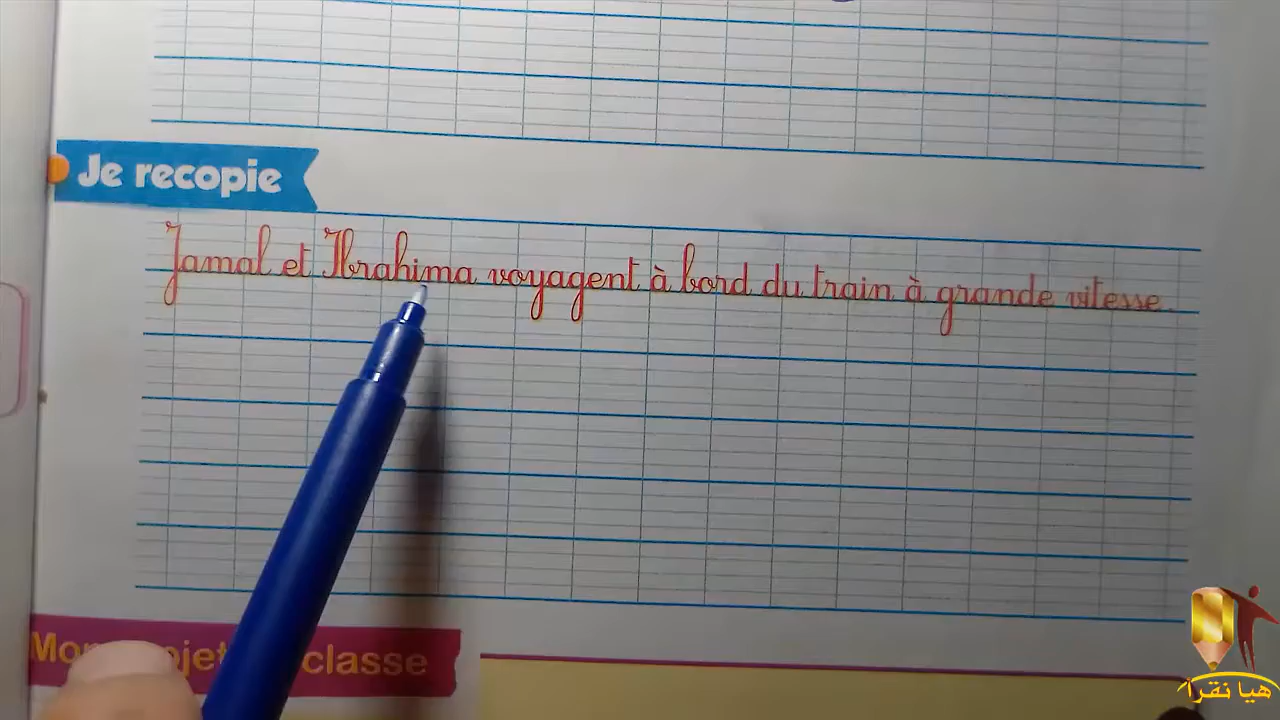 Je recopie
Jamal et Ibrahima voyagent à bord du train à grande vitesse.
classe
هيا نقرأ